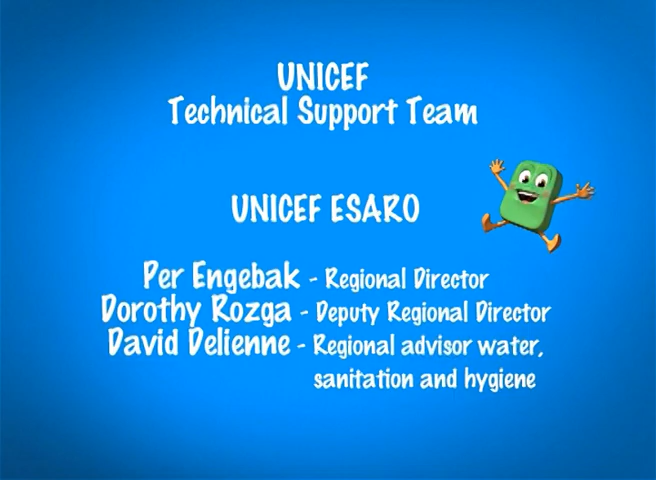 UNICEF
Technical Support Team
UNICEF ESARO
Per Engebak - Regional Director
Dorothy Rozga - Deputy Regional Director
David Delienne - Regional advisor water,
sanitation and hygiene